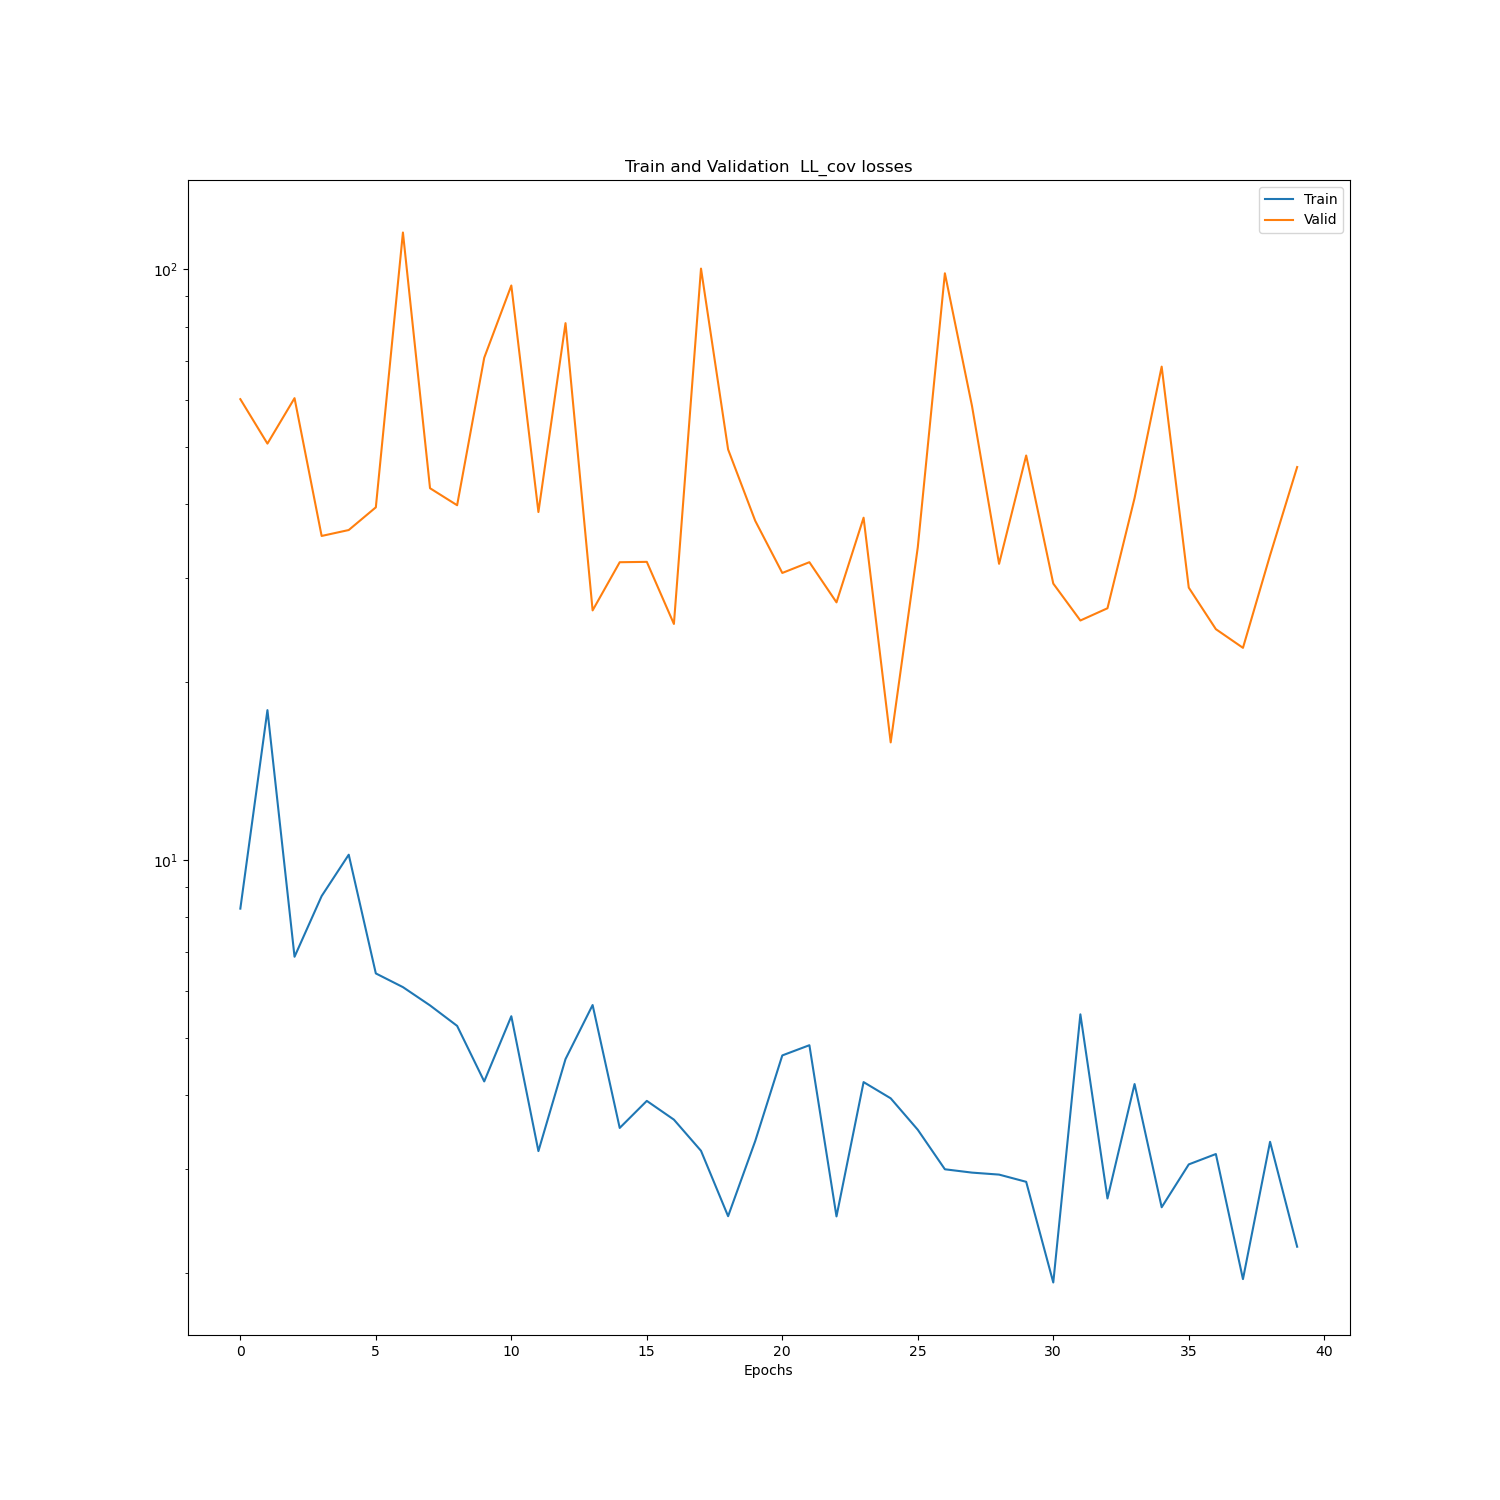 Train and Validation  LL_cov losses
Train
Valid
10²
10¹
0 5 10 15 20 25 30 35 40
Epochs